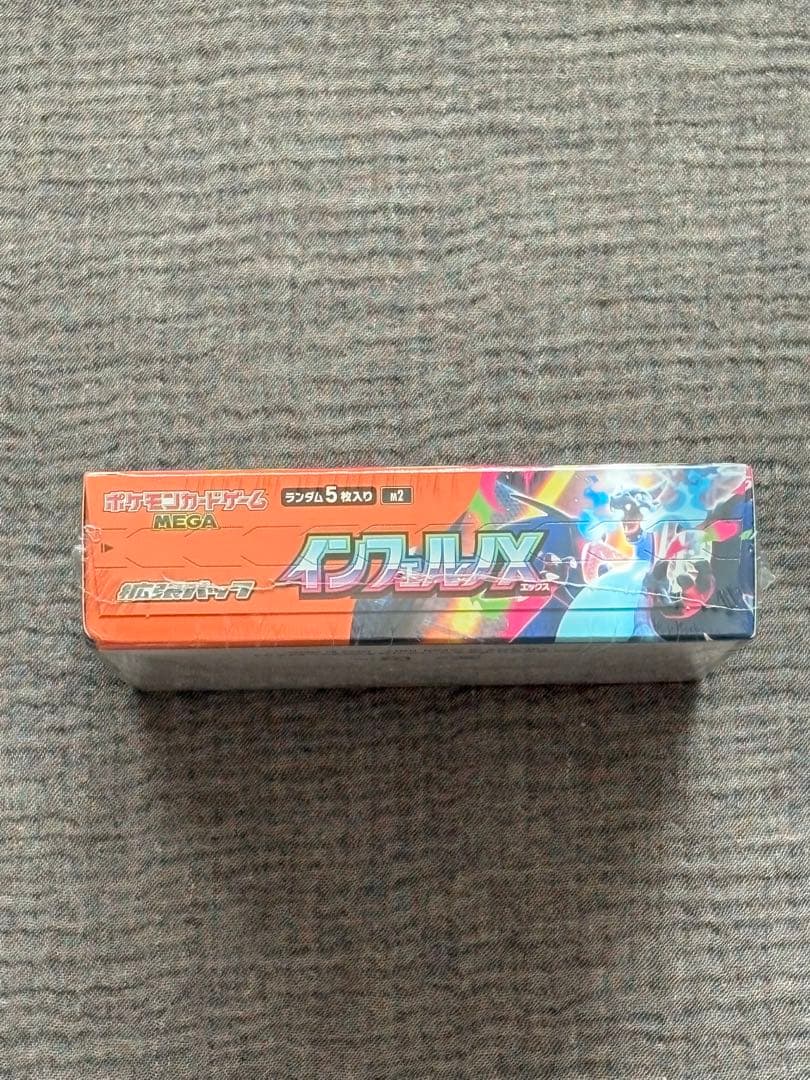 ポケモンカードゲーム
MEGA
ランダム5枚入り
M2
拡張パック
インフェルノX
エックス